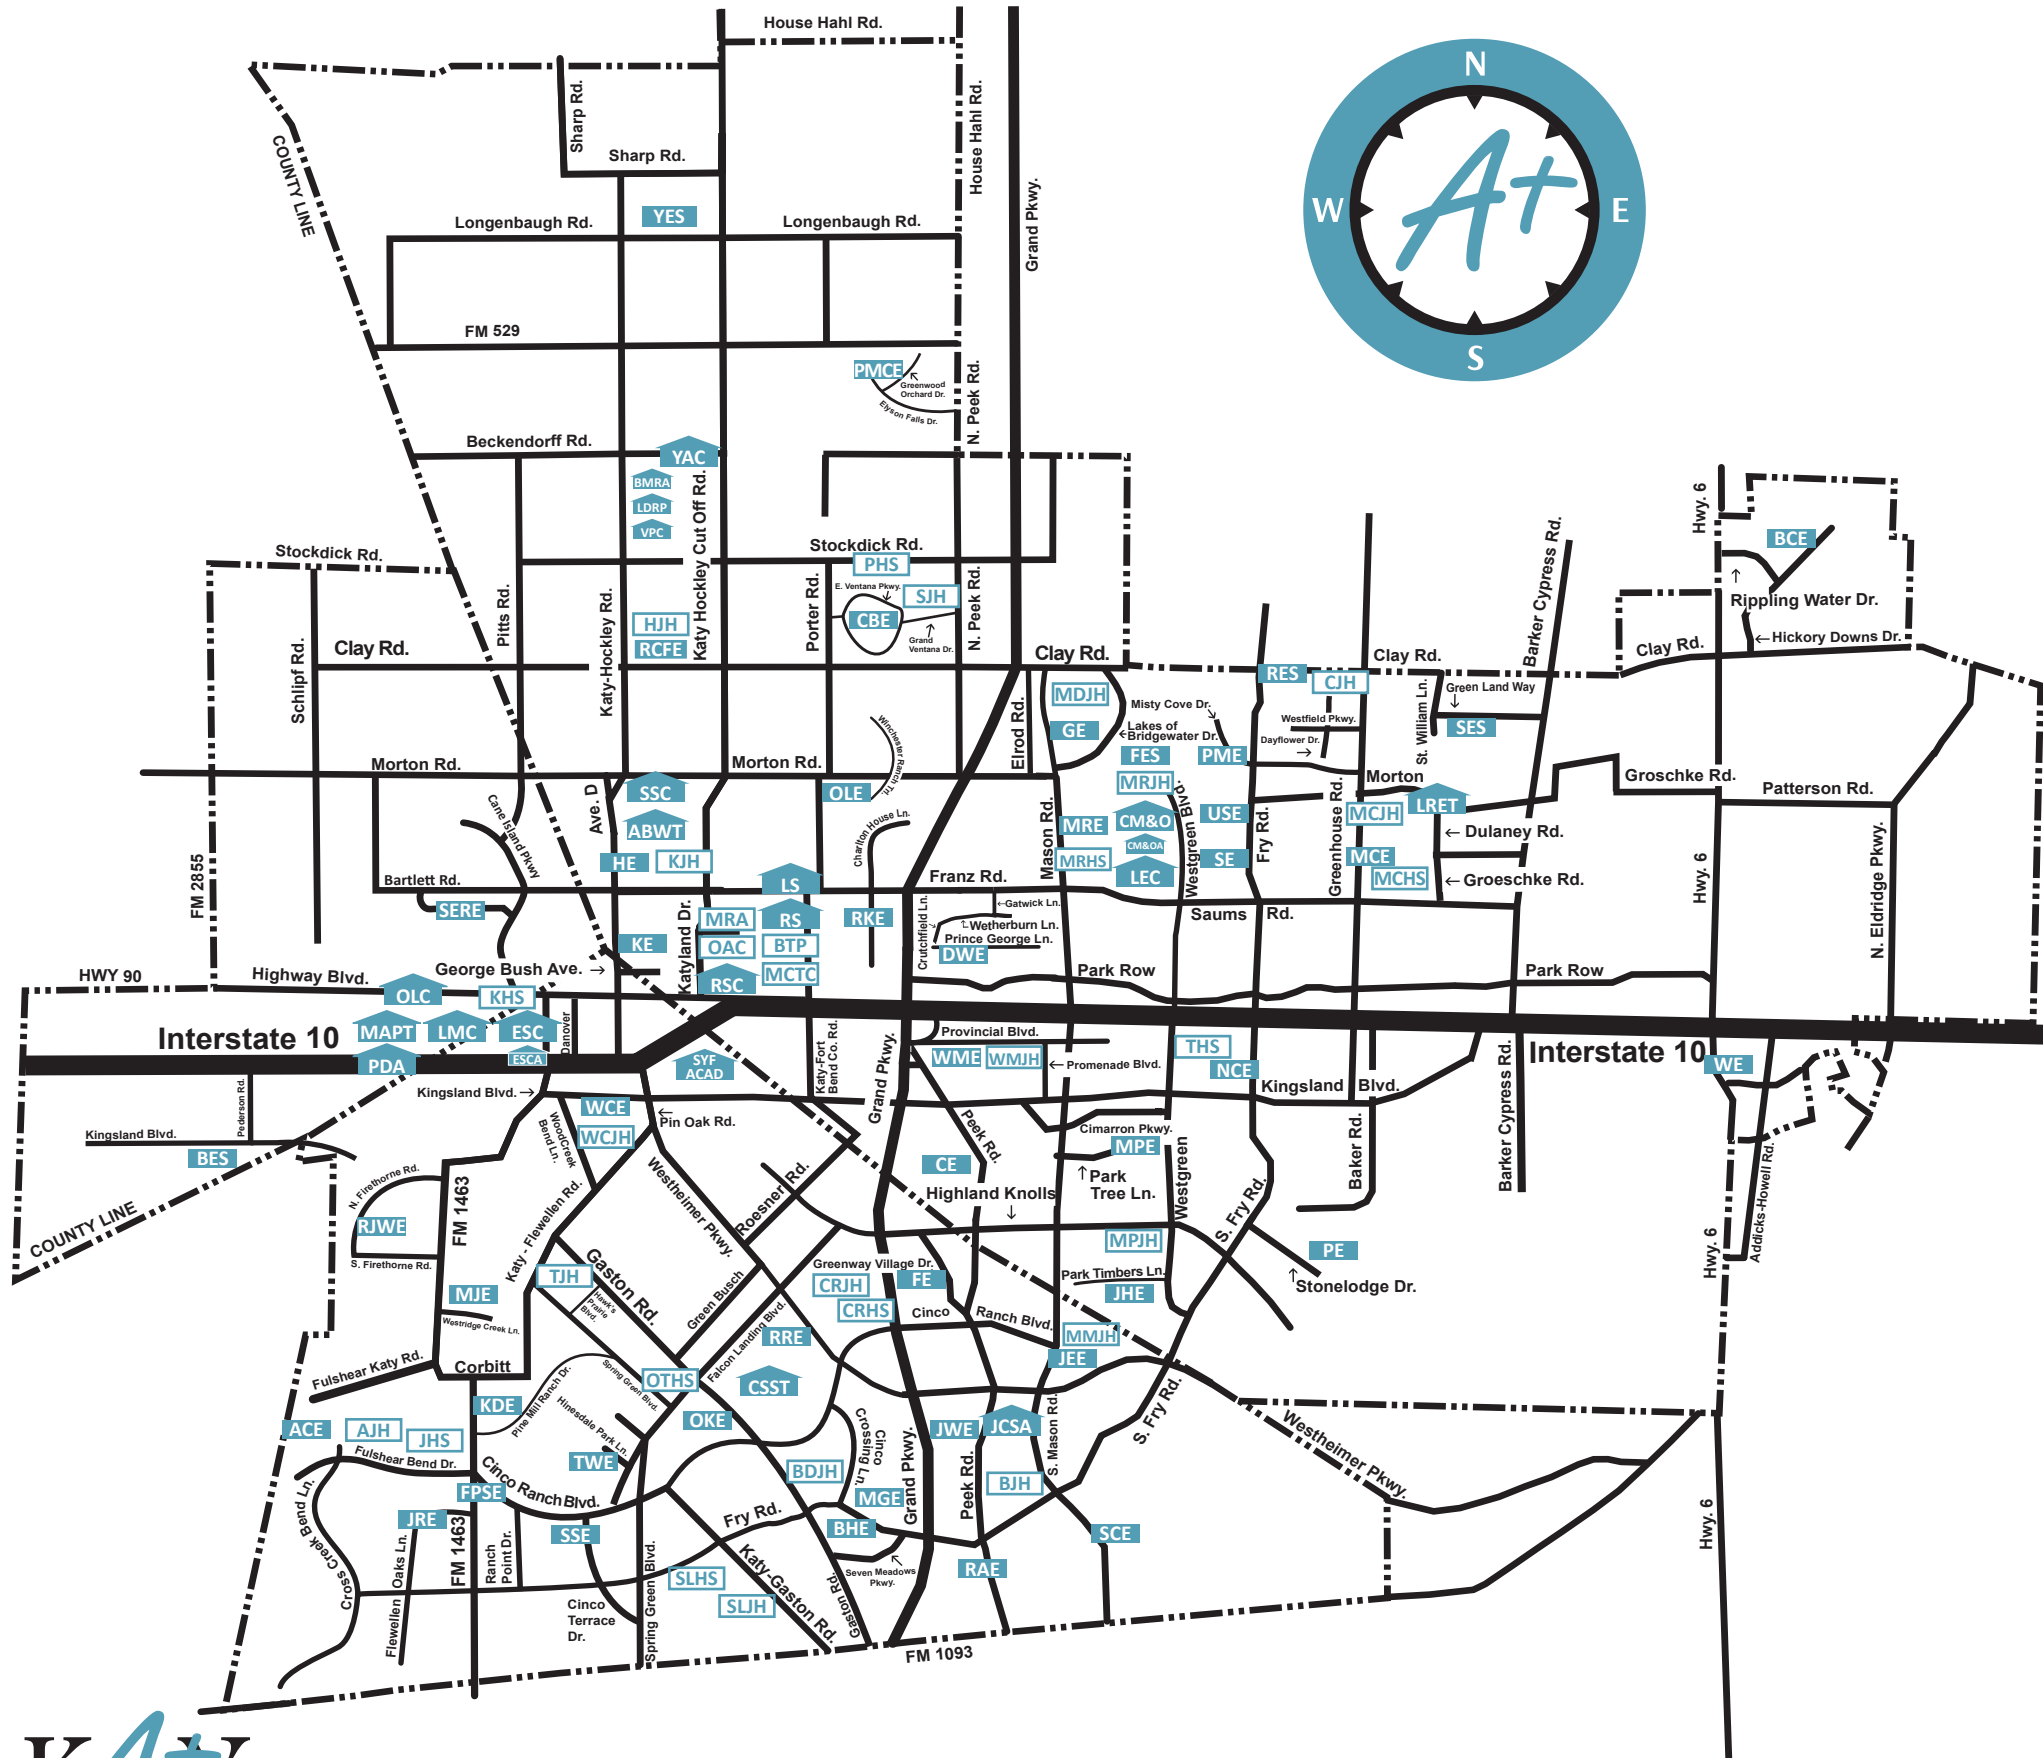 House Hahl Rd.
N
W
E
S
A+
Sharp Rd.
Sharp Rd.
COUNTY LINE
House Hahl Rd.
Grand Pkwy.
YES
Longenbaugh Rd.
Longenbaugh Rd.
FM 529
PMCE
Greenwood
Orchard Dr.
Elyson Falls Dr.
N. Peek Rd.
Beckendorff Rd.
YAC
BMRA
LDRP
VPC
Katy Hockley Cut Off Rd.
Hwy. 6
BCE
Barker Cypress Rd.
Stockdick Rd.
Stockdick Rd.
PHS
E. Ventana Pkwy.
SJH
CBE
Grand
Ventana Dr.
N. Peek Rd.
Pitts Rd.
Katy-Hockley Rd.
HJH
RCFE
Porter Rd.
Rippling Water Dr.
Hickory Downs Dr.
Schlipf Rd.
Clay Rd.
Clay Rd.
Clay Rd.
Clay Rd.
RES
CJH
MDJH
GE
Misty Cove Dr.
Lakes of
Bridgewater Dr.
Green Land Way
Westfield Pkwy.
Dayflower Dr.
St. William Ln.
SES
Elrod Rd.
Winchester Ranch Trl.
FES
PME
Morton Rd.
Morton Rd.
Morton
Groschke Rd.
Patterson Rd.
Cane Island Pkwy
Ave. D
SSC
OLE
MRJH
Westgreen Blvd.
Greenhouse Rd.
LRET
MCJH
ABWT
Charlton House Ln.
Mason Rd.
MRE
CM&O
USE
Fry Rd.
Dulaney Rd.
CM&OA
HE
KJH
MRHS
LEC
SE
MCE
MCHS
Groeschke Rd.
FM 2855
Hwy. 6
N. Eldridge Pkwy.
Bartlett Rd.
LS
Franz Rd.
SERE
Katyland Dr.
MRA
RS
RKE
Crutchfield Ln.
Gatwick Ln.
Wetherburn Ln.
Prince George Ln.
Saums
Rd.
KE
OAC
BTP
DWE
George Bush Ave.
HWY 90
Highway Blvd.
RSC
MCTC
Park Row
Park Row
OLC
KHS
MAPT
LMC
ESC
Danover
Interstate 10
Interstate 10
PDA
ESCA
SYF
ACAD
Katy-Fort
Bend Co. Rd.
Grand Pkwy.
Provincial Blvd.
WME
WMJH
Promenade Blvd.
THS
NCE
Barker Cypress Rd.
WE
Pederson Rd.
Kingsland Blvd.
Kingsland
Blvd.
WCE
Pin Oak Rd.
WoodCreek
Bend Ln.
WCJH
Kingsland Blvd.
BES
Peek Rd.
Cimarron Pkwy.
MPE
Baker Rd.
CE
Park
Tree Ln.
Westgreen
Addicks-Howell Rd.
COUNTY LINE
N. Firethorne Rd.
RJWE
S. Firethorne Rd.
FM 1463
Katy - Flewellen Rd.
Westheimer Pkwy.
Roesner Rd.
Highland Knolls
S. Fry Rd.
MPJH
PE
Stonelodge Dr.
Hwy. 6
TJH
Gaston Rd.
Hawk's
Prairie
Blvd.
Green Busch
Greenway Village Dr.
CRJH
FE
Park Timbers Ln.
JHE
MJE
Westridge Creek Ln.
CRHS
Cinco
Ranch Blvd.
MMJH
Falcon Landing Blvd.
RRE
JEE
Fulshear Katy Rd.
Corbitt
Spring Green Blvd.
OTHS
CSST
Pine Mill Ranch Dr.
Hinesdale Park Ln.
KDE
OKE
Cinco
Crossing Ln.
JWE
JCSA
S. Mason Rd.
S. Fry Rd.
Westheimer Pkwy.
ACE
AJH
JHS
Fulshear Bend Dr.
TWE
Cinco Ranch Blvd.
BDJH
MGE
Grand Pkwy.
Peek Rd.
BJH
FPSE
Cross Creek Bend Ln.
JRE
SSE
Fry Rd.
BHE
SCE
Hwy. 6
Flewellen Oaks Ln.
FM 1463
Ranch
Point Dr.
Katy-Gaston Rd.
Seven Meadows
Pkwy.
RAE
SLHS
SLJH
Cinco
Terrace
Dr.
Spring Green Blvd.
Gaston Rd.
FM 1093